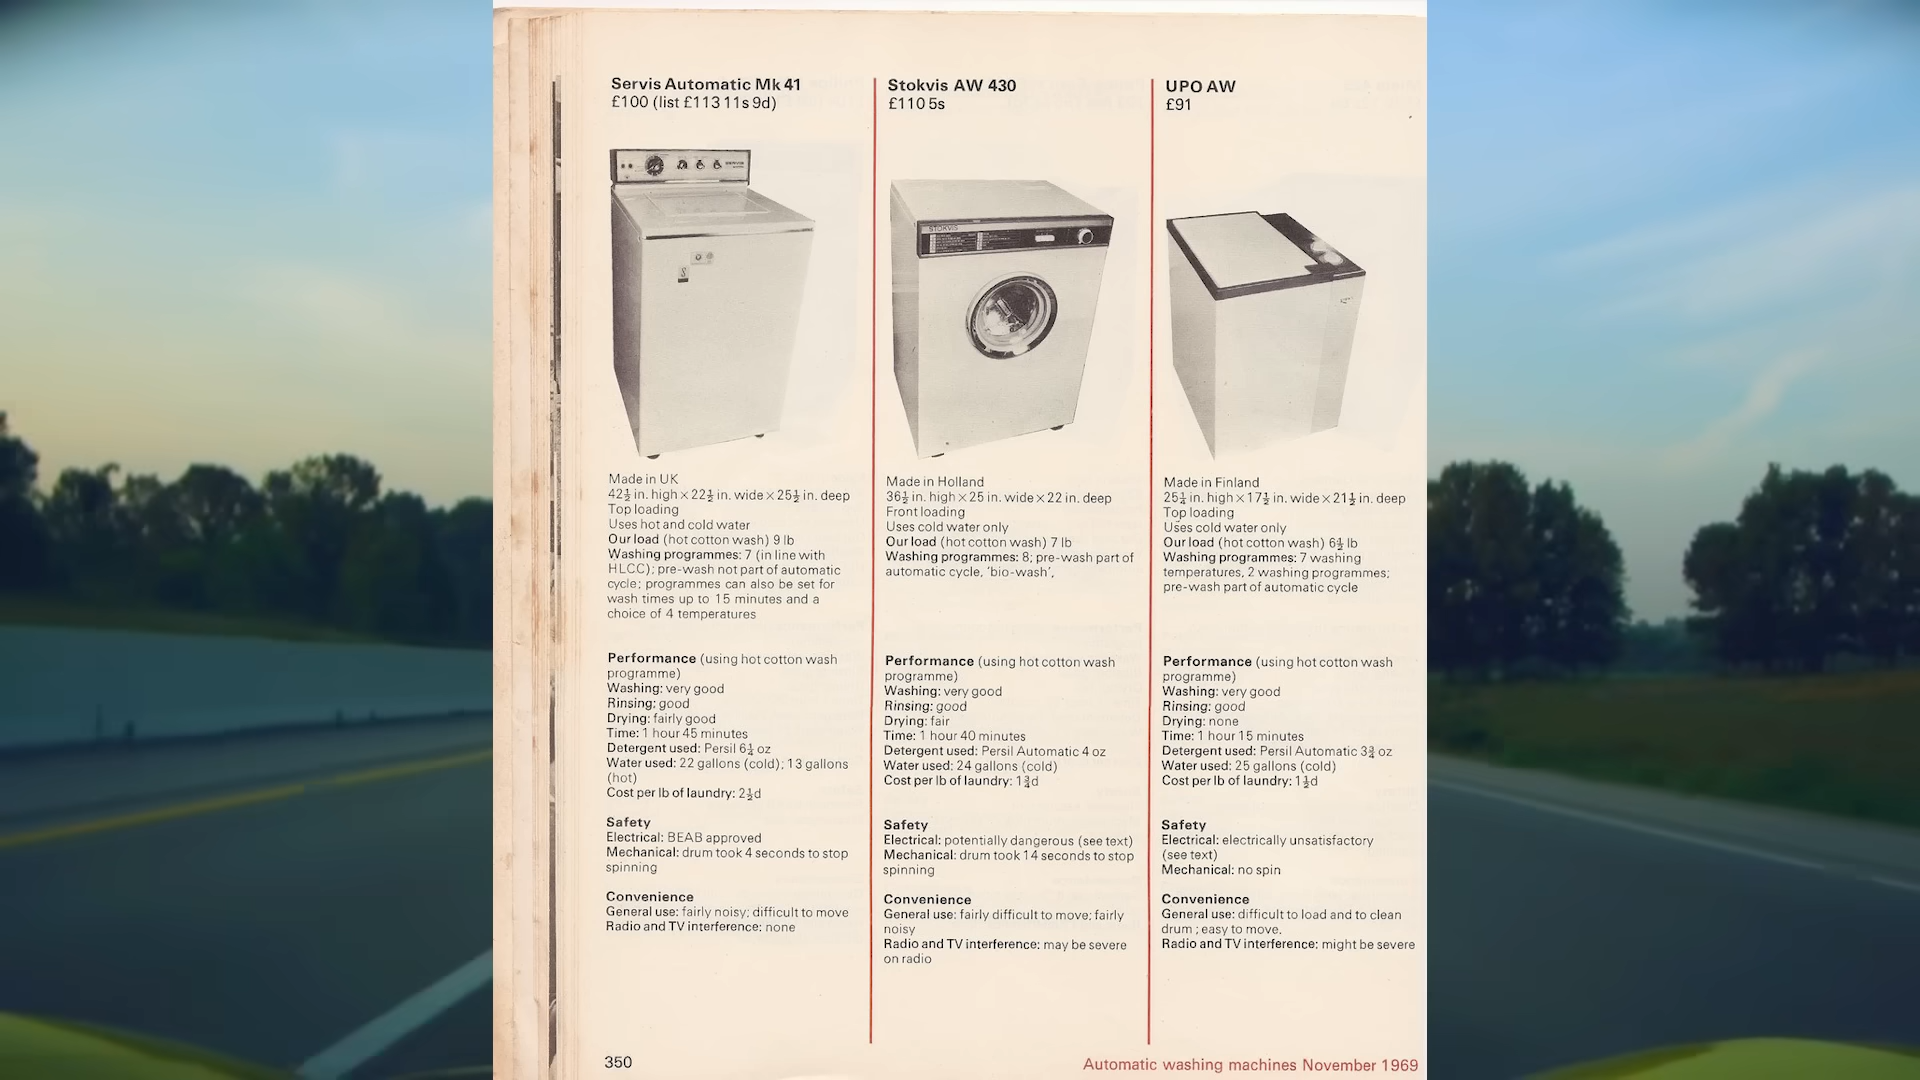 Servis Automatic Mk 41
£100 (list £113 11s 9d)
SERVIS
S
Made in UK
42½ in. high × 22½ in. wide × 25½ in. deep
Top loading
Uses hot and cold water
Our load (hot cotton wash) 9 lb
Washing programmes: 7 (in line with
HLCC); pre-wash not part of automatic
cycle; programmes can also be set for
wash times up to 15 minutes and a
choice of 4 temperatures
Performance (using hot cotton wash
programme)
Washing: very good
Rinsing: good
Drying: fairly good
Time: 1 hour 45 minutes
Detergent used: Persil 6¼ oz
Water used: 22 gallons (cold); 13 gallons
(hot)
Cost per lb of laundry: 2½d
Safety
Electrical: BEAB approved
Mechanical: drum took 4 seconds to stop
spinning
Convenience
General use: fairly noisy; difficult to move
Radio and TV interference: none
Stokvis AW 430
£110 5s
STOKVIS
Made in Holland
36½ in. high × 25 in. wide × 22 in. deep
Front loading
Uses cold water only
Our load (hot cotton wash) 7 lb
Washing programmes: 8; pre-wash part of
automatic cycle, 'bio-wash',
Performance (using hot cotton wash
programme)
Washing: very good
Rinsing: good
Drying: fair
Time: 1 hour 40 minutes
Detergent used: Persil Automatic 4 oz
Water used: 24 gallons (cold)
Cost per lb of laundry: 1¾d
Safety
Electrical: potentially dangerous (see text)
Mechanical: drum took 14 seconds to stop
spinning
Convenience
General use: fairly difficult to move; fairly
noisy
Radio and TV interference: may be severe
on radio
UPO AW
£91
Made in Finland
25¼ in. high × 17½ in. wide × 21½ in. deep
Top loading
Uses cold water only
Our load (hot cotton wash) 6½ lb
Washing programmes: 7 washing
temperatures, 2 washing programmes;
pre-wash part of automatic cycle
Performance (using hot cotton wash
programme)
Washing: very good
Rinsing: good
Drying: none
Time: 1 hour 15 minutes
Detergent used: Persil Automatic 3¾ oz
Water used: 25 gallons (cold)
Cost per lb of laundry: 1½d
Safety
Electrical: electrically unsatisfactory
(see text)
Mechanical: no spin
Convenience
General use: difficult to load and to clean
drum ; easy to move.
Radio and TV interference: might be severe
350
Automatic washing machines November 1969